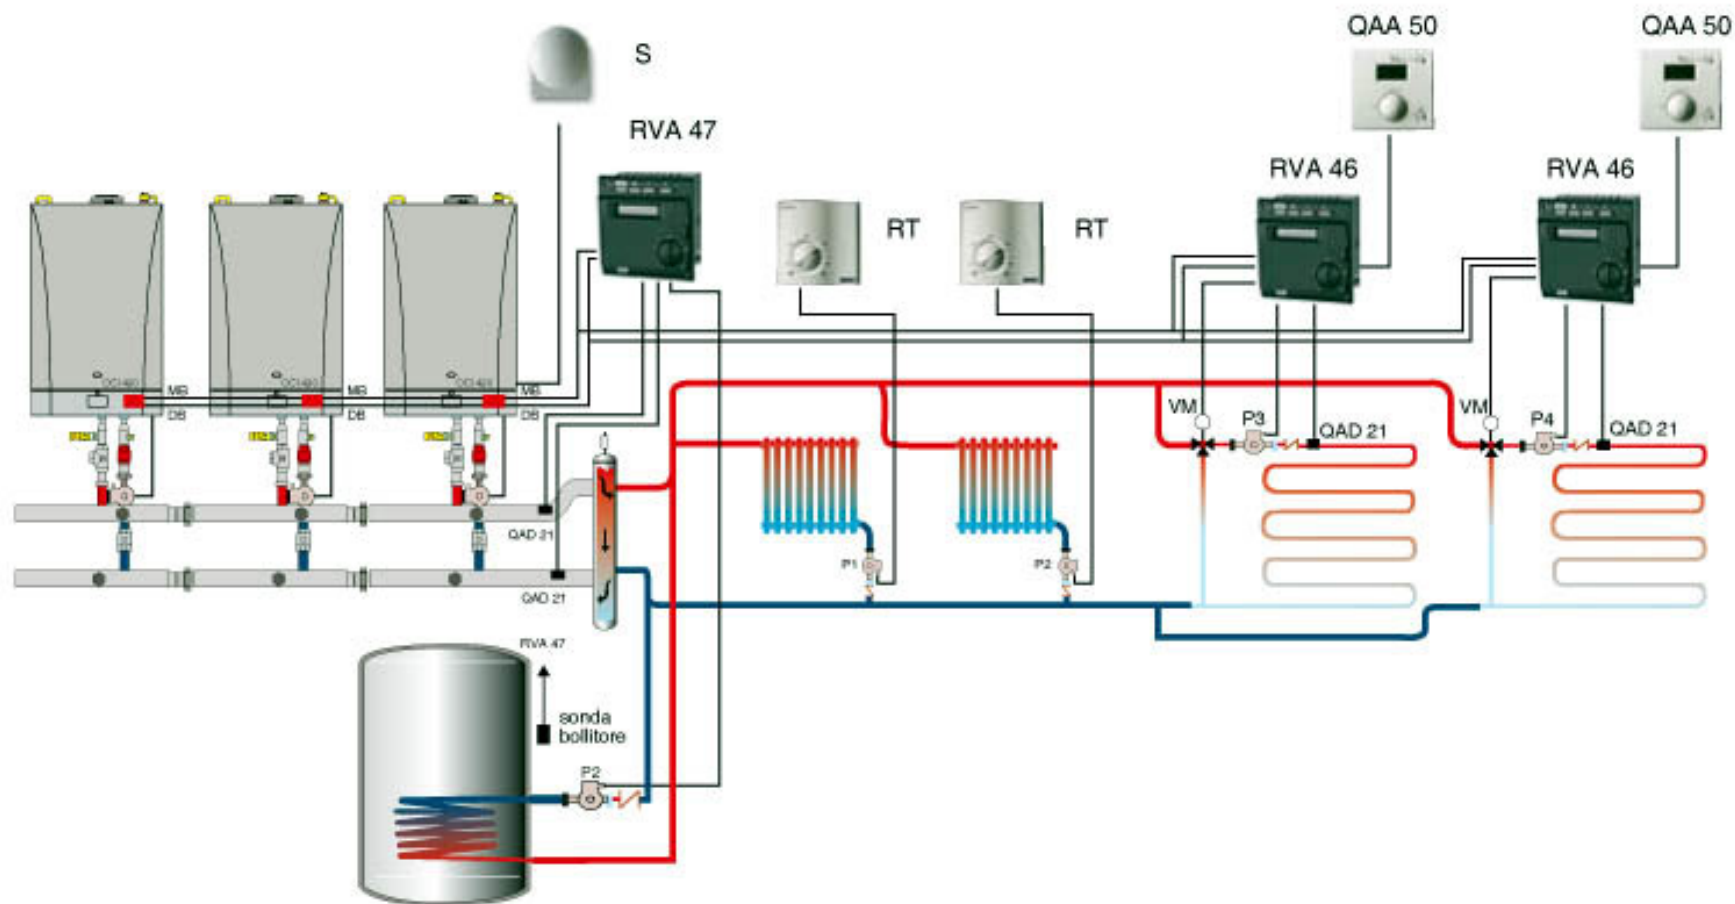 QAA 50
QAA 50
S
RVA 47
RVA 46
RVA 46
RT
RT
MB
MB
MB
DB
DB
DB
VM
P3
QAD 21
VM
P4
QAD 21
QAD 21
P1
P2
QAD 21
RVA 47
sonda
bollitore
P2